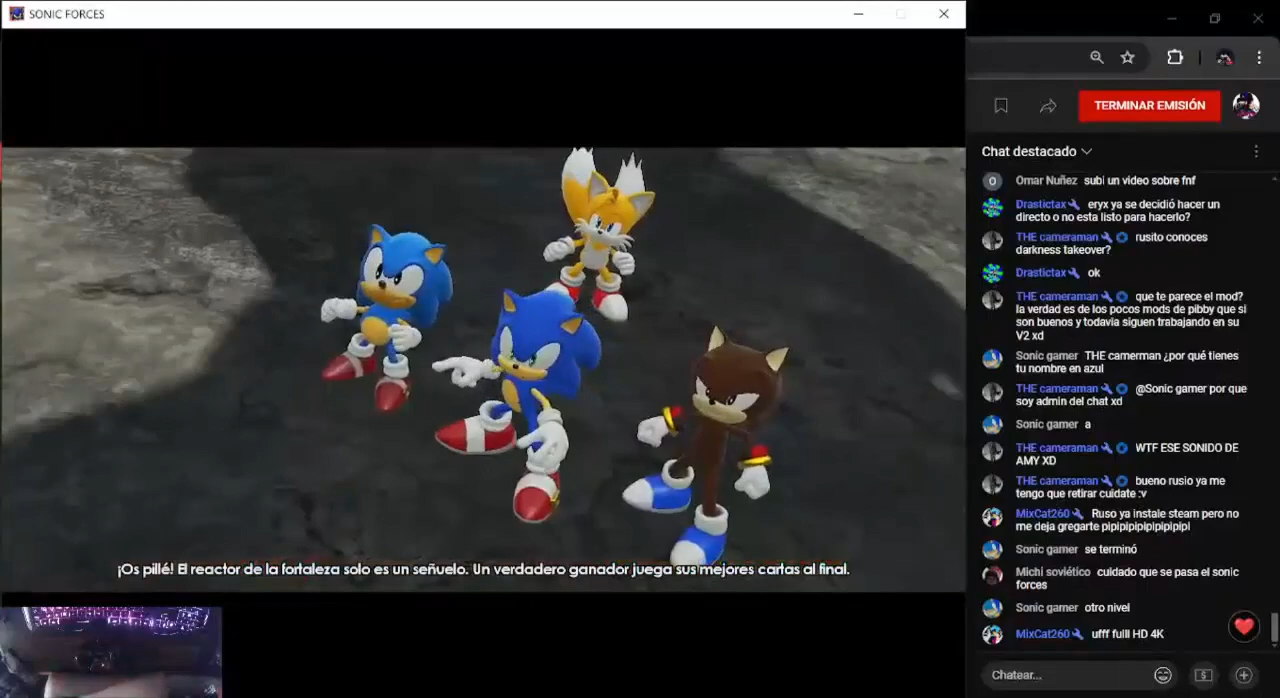 SONIC FORCES
TERMINAR EMISIÓN
Chat destacado
O Omar Nuñez subi un video sobre fnf
Drastictax eryx ya se decidió hacer un
directo o no esta listo para hacerlo?
THE cameraman rusito conoces
darkness takeover?
Drastictax ok
THE cameraman que te parece el mod?
la verdad es de los pocos mods de pibby que si
son buenos y todavia siguen trabajando en su
V2 xd
Sonic gamer THE camerman ¿por qué tienes
tu nombre en azul
THE cameraman @Sonic gamer por que
soy admin del chat xd
Sonic gamer a
THE cameraman WTF ESE SONIDO DE
AMY XD
THE cameraman bueno rusio ya me
tengo que retirar cuidate :v
MixCat260 Ruso ya instale steam pero no
me deja gregarte pipipipipipipipipi
Sonic gamer se terminó
Michi soviético cuidado que se pasa el sonic
forces
Sonic gamer otro nivel
MixCat260 ufff fulll HD 4K
Chatear...
¡Os pillé! El reactor de la fortaleza solo es un señuelo. Un verdadero ganador juega sus mejores cartas al final.